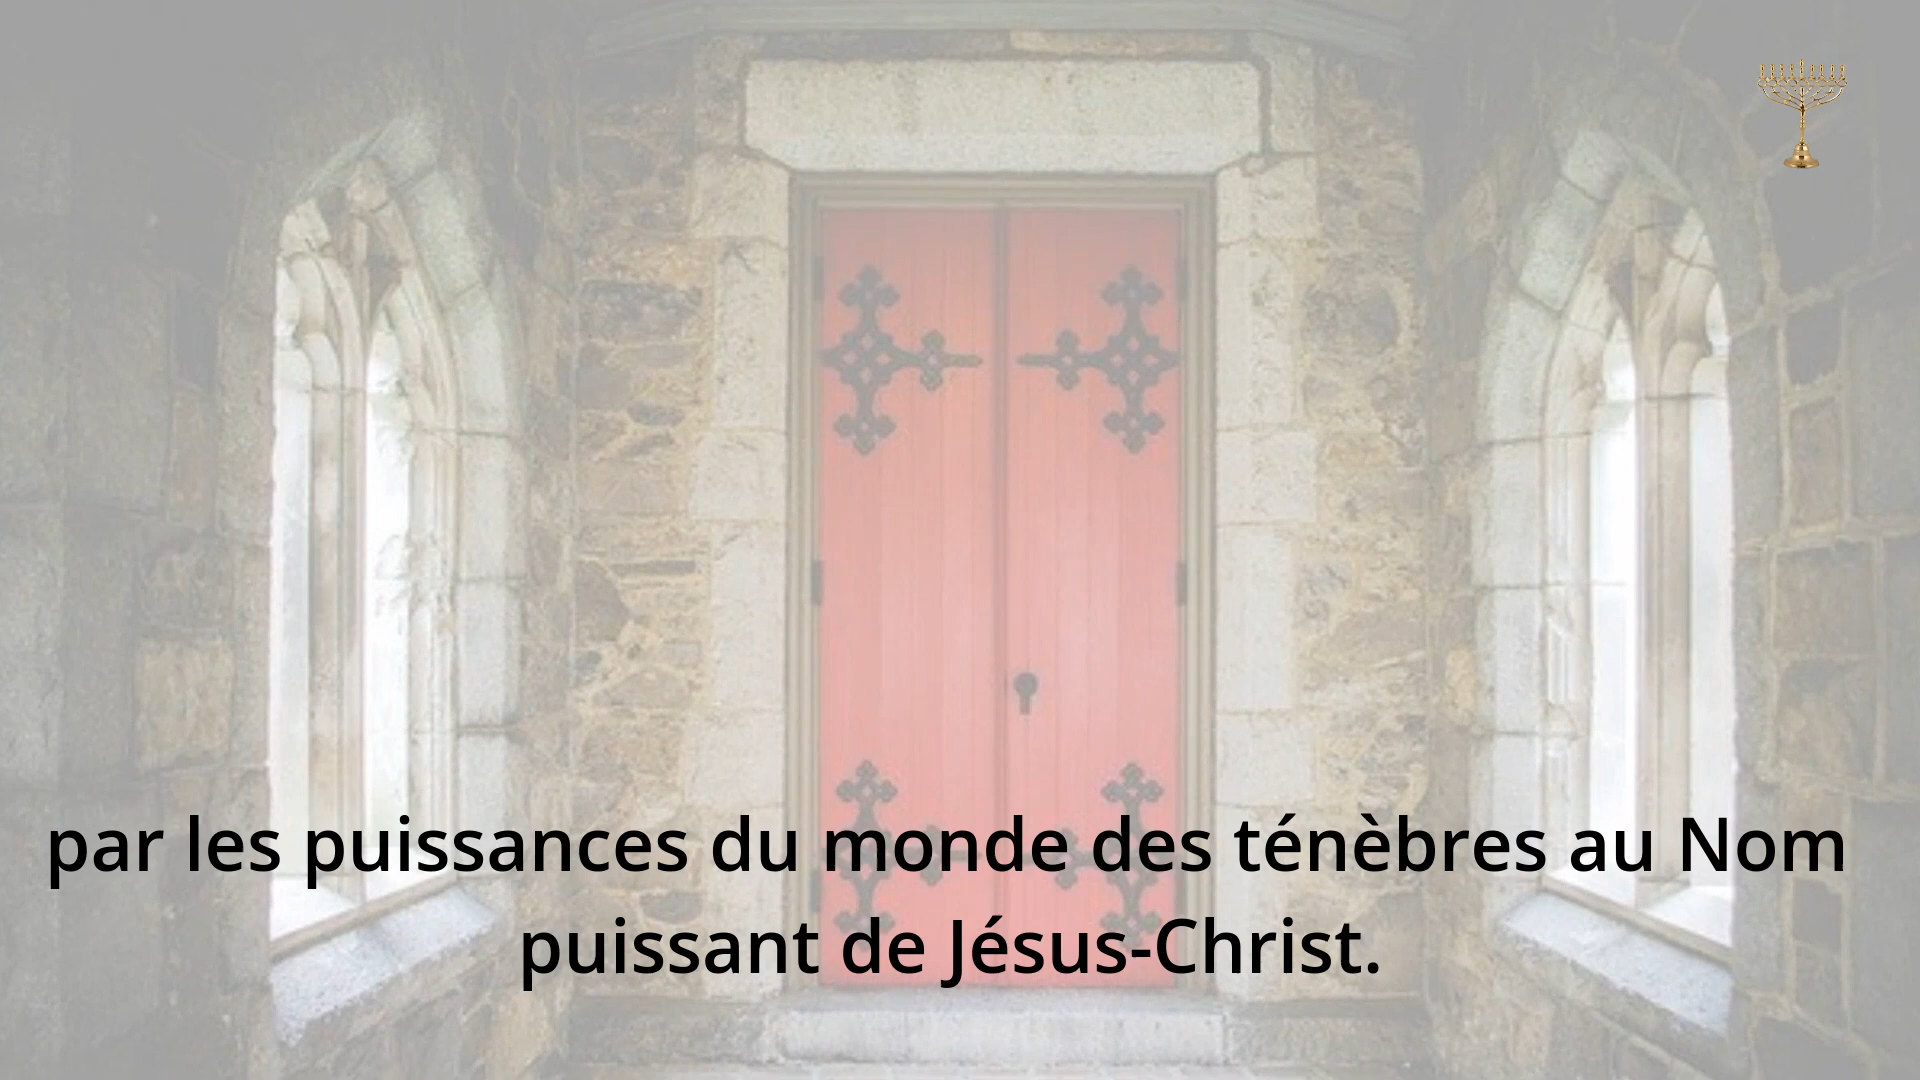 par les puissances du monde des ténèbres au Nom
puissant de Jésus-Christ.